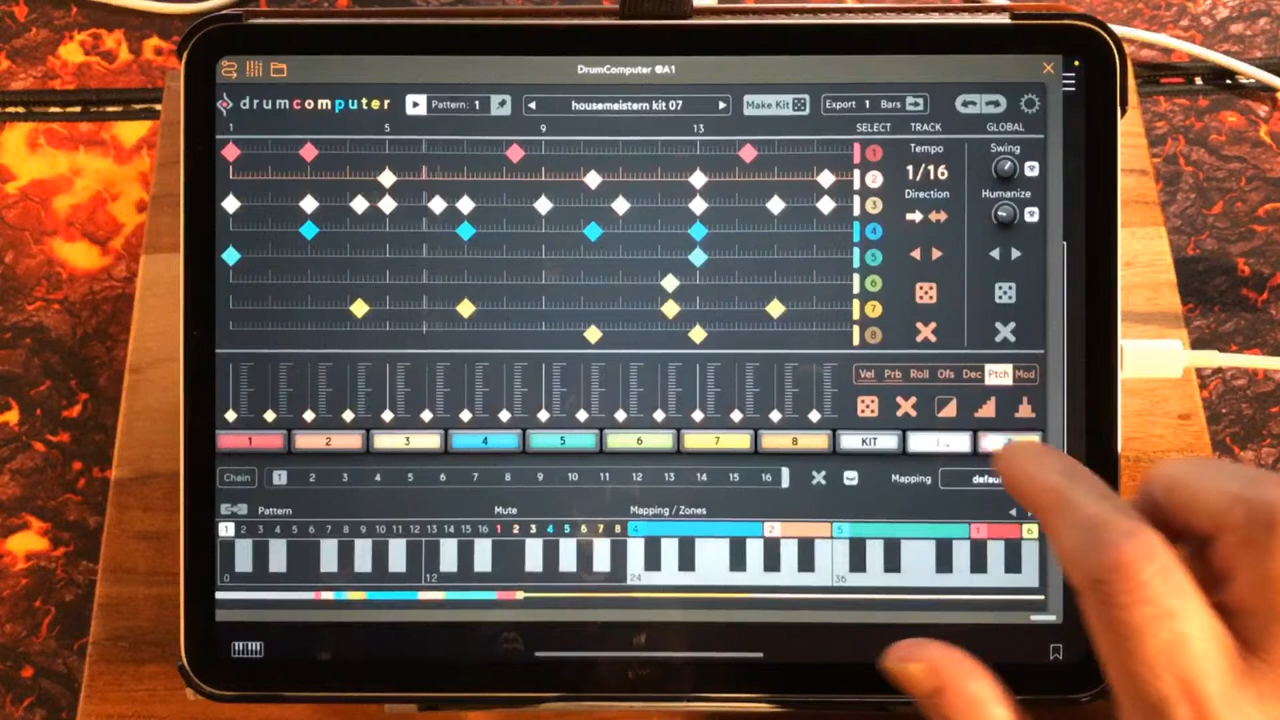 DrumComputer @A1
drumcomputer Pattern: 1 housemeistern kit 07 Make Kit Export 1 Bars
1 5 9 13 SELECT TRACK GLOBAL
1 Tempo Swing
2 1/16
3 Direction Humanize
4
5
6
7
8
Vel Prb Roll Ofs Dec Ptch Mod
1 2 3 4 5 6 7 8 KIT
Chain 1 2 3 4 5 6 7 8 9 10 11 12 13 14 15 16 Mapping
Pattern Mute Mapping / Zones
1 2 3 4 5 6 7 8 9 10 11 12 13 14 15 16 1 2 3 4 5 6 7 8 4 2 5 1 6
0 12 24 36